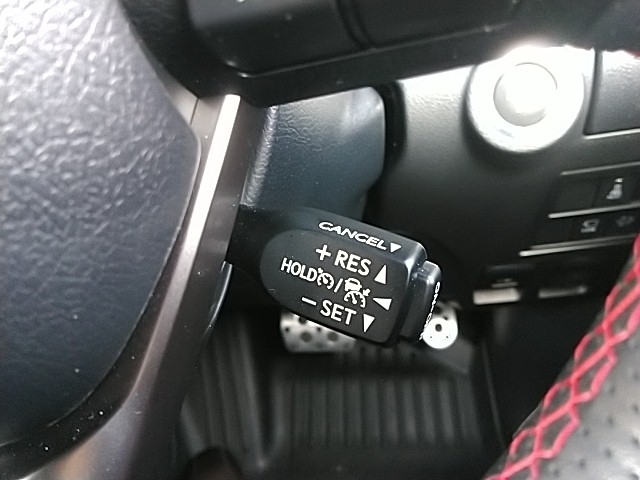 CANCEL▼
+ RES ▲
HOLD / ◀
− SET ▼